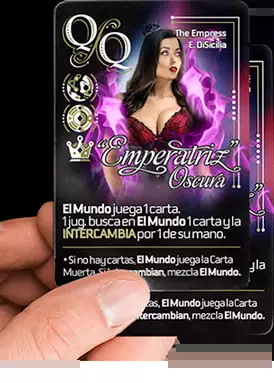 Q Q
The Empress
E. DiSicilia
"Emperatriz"
Oscura
El Mundo juega 1 carta.
1 jug. busca en El Mundo 1 carta y la
INTERCAMBIA por 1 de su mano.
• Si no hay cartas, El Mundo juega la Carta
Muerta. Si intercambian, mezcla El Mundo.
cartas, El Mundo juega la Carta
intercambian, mezcla El Mundo.